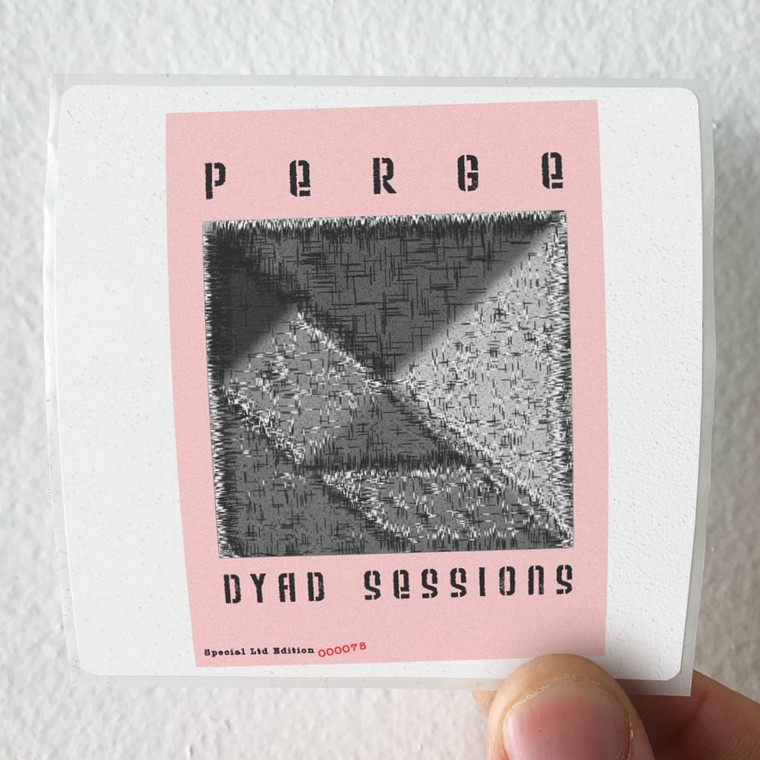 PeRGe
DYAD SeSSIONS
Special Ltd Edition 000078